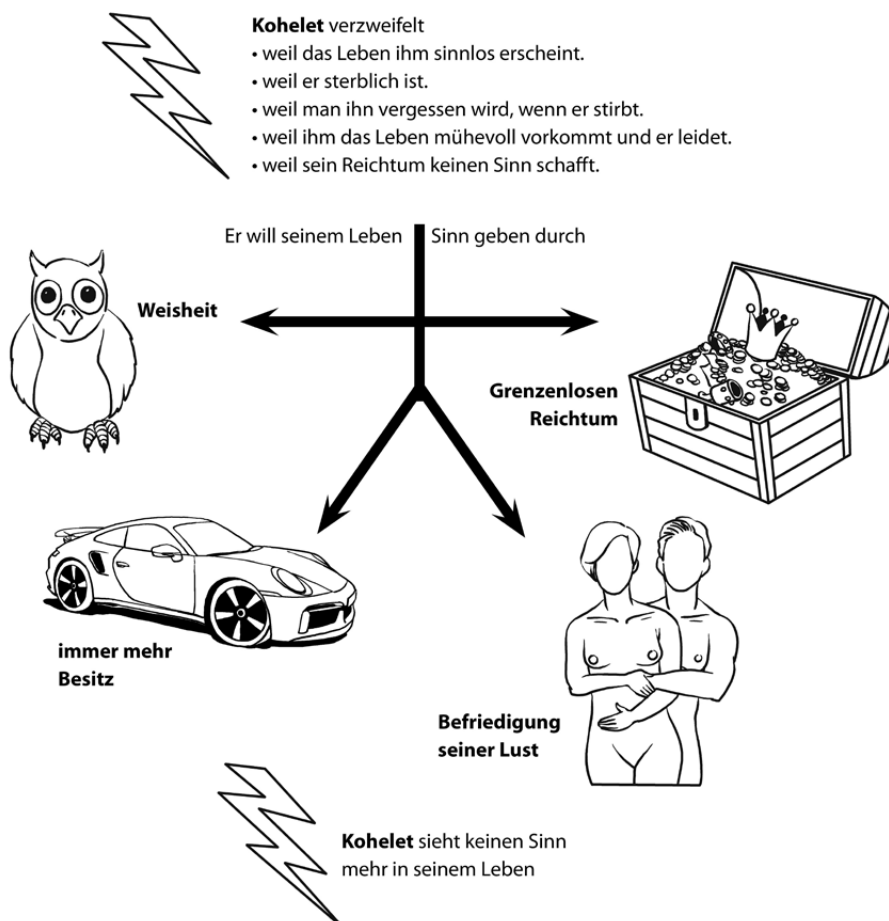 Kohelet verzweifelt
• weil das Leben ihm sinnlos erscheint.
• weil er sterblich ist.
• weil man ihn vergessen wird, wenn er stirbt.
• weil ihm das Leben mühevoll vorkommt und er leidet.
• weil sein Reichtum keinen Sinn schafft.
Er will seinem Leben Sinn geben durch
Weisheit
Grenzenlosen
Reichtum
immer mehr
Besitz
Befriedigung
seiner Lust
Kohelet sieht keinen Sinn
mehr in seinem Leben